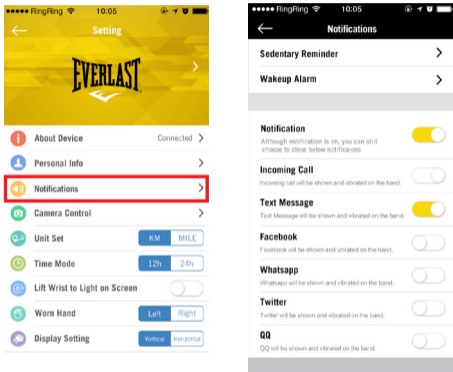 RingRing 10:05
Setting
EVERLAST
About Device Connected
Personal Info
Notifications
Camera Control
Unit Set KM MILE
Time Mode 12h 24h
Lift Wrist to Light on Screen
Worn Hand Left Right
Display Setting Vertical Horizontal
RingRing 10:05
Notifications
Sedentary Reminder
Wakeup Alarm
Notification
Although notification is on, you can still
choose to close below notifications
Incoming Call
Incoming call will be shown and vibrated on the band.
Text Message
Text Message will be shown and vibrated on the band.
Facebook
Facebook will be shown and vibrated on the band.
Whatsapp
Whatsapp will be shown and vibrated on the band.
Twitter
Twitter will be shown and vibrated on the band.
QQ
QQ will be shown and vibrated on the band.